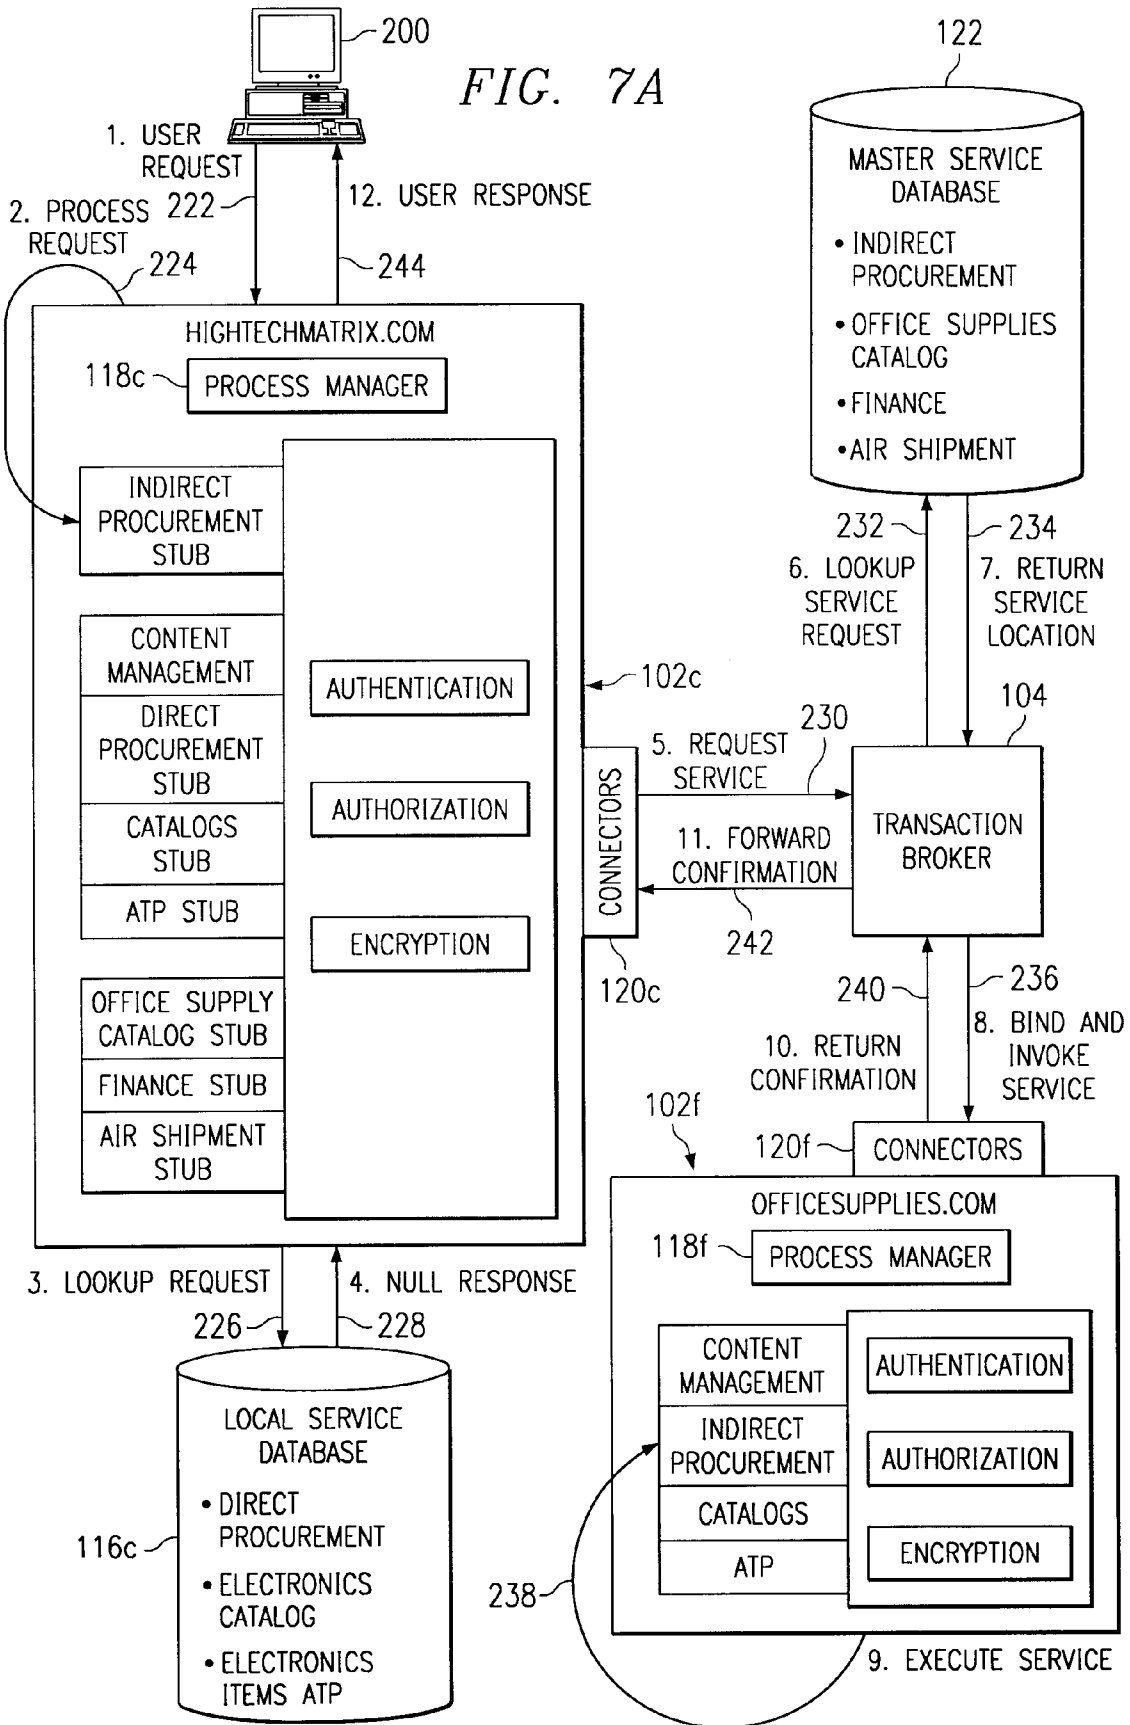 200
FIG. 7A
122
1. USER
REQUEST
222
12. USER RESPONSE
244
2. PROCESS
REQUEST
224
MASTER SERVICE
DATABASE
• INDIRECT
PROCUREMENT
• OFFICE SUPPLIES
CATALOG
• FINANCE
• AIR SHIPMENT
HIGHTECHMATRIX.COM
118c
PROCESS MANAGER
INDIRECT
PROCUREMENT
STUB
CONTENT
MANAGEMENT
DIRECT
PROCUREMENT
STUB
CATALOGS
STUB
ATP STUB
OFFICE SUPPLY
CATALOG STUB
FINANCE STUB
AIR SHIPMENT
STUB
AUTHENTICATION
AUTHORIZATION
ENCRYPTION
102c
CONNECTORS
120c
232
6. LOOKUP
SERVICE
REQUEST
234
7. RETURN
SERVICE
LOCATION
104
230
5. REQUEST
SERVICE
11. FORWARD
CONFIRMATION
242
TRANSACTION
BROKER
240
10. RETURN
CONFIRMATION
236
8. BIND AND
INVOKE
SERVICE
102f
120f
CONNECTORS
OFFICESUPPLIES.COM
118f
PROCESS MANAGER
CONTENT
MANAGEMENT
INDIRECT
PROCUREMENT
CATALOGS
ATP
AUTHENTICATION
AUTHORIZATION
ENCRYPTION
238
9. EXECUTE SERVICE
3. LOOKUP REQUEST
226
4. NULL RESPONSE
228
LOCAL SERVICE
DATABASE
• DIRECT
PROCUREMENT
• ELECTRONICS
CATALOG
• ELECTRONICS
ITEMS ATP
116c